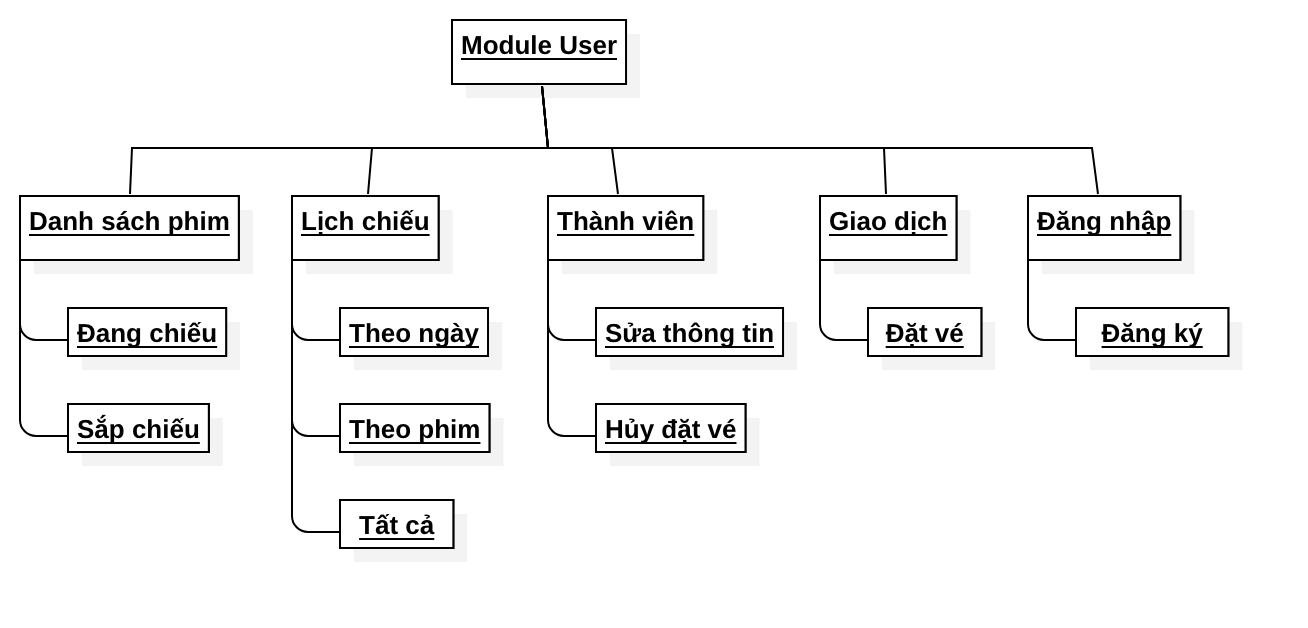 Module User
Danh sách phim
Lịch chiếu
Thành viên
Giao dịch
Đăng nhập
Đang chiếu
Theo ngày
Sửa thông tin
Đặt vé
Đăng ký
Sắp chiếu
Theo phim
Hủy đặt vé
Tất cả